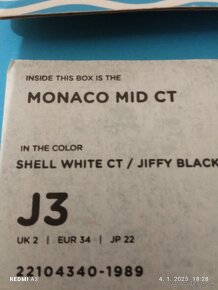 INSIDE THIS BOX IS THE
MONACO MID CT
IN THE COLOR
SHELL WHITE CT / JIFFY BLACK
J3
UK 2 | EUR 34 | JP 22
22104340-1989
REDMI A3
4. 1. 2025 18:28